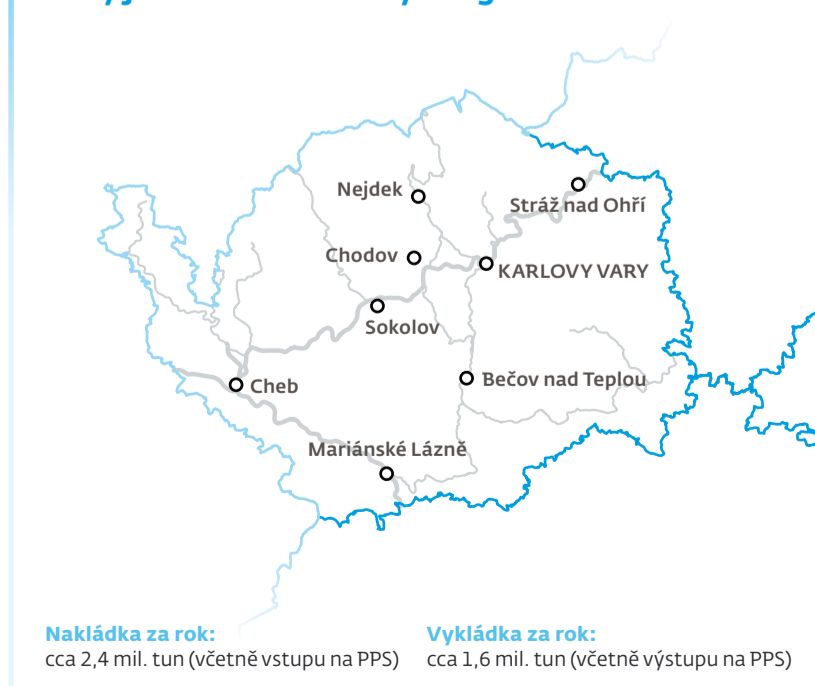 Nejdek
Stráž nad Ohří
Chodov
KARLOVY VARY
Sokolov
Cheb
Bečov nad Teplou
Mariánské Lázně
Nakládka za rok:
cca 2,4 mil. tun (včetně vstupu na PPS)
Vykládka za rok:
cca 1,6 mil. tun (včetně výstupu na PPS)